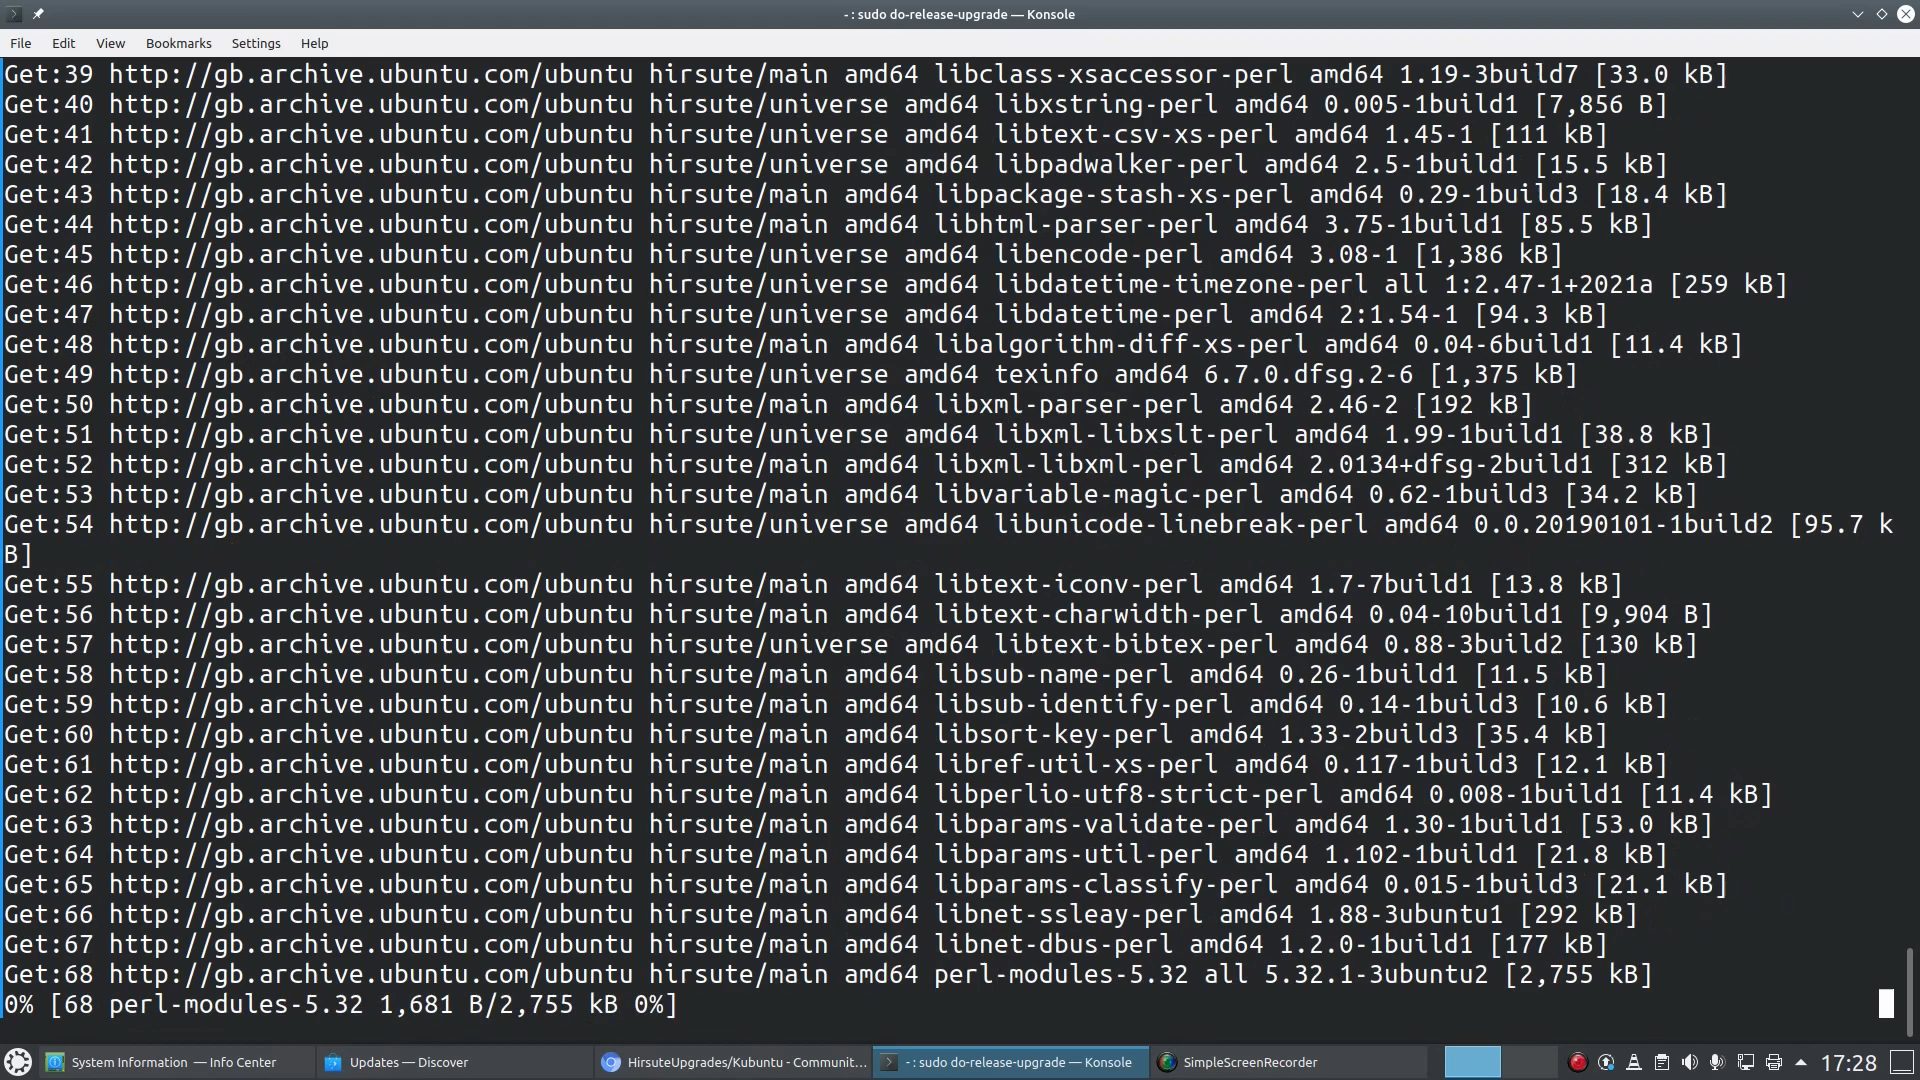 - : sudo do-release-upgrade — Konsole
File Edit View Bookmarks Settings Help
Get:39 http://gb.archive.ubuntu.com/ubuntu hirsute/main amd64 libclass-xsaccessor-perl amd64 1.19-3build7 [33.0 kB]
Get:40 http://gb.archive.ubuntu.com/ubuntu hirsute/universe amd64 libxstring-perl amd64 0.005-1build1 [7,856 B]
Get:41 http://gb.archive.ubuntu.com/ubuntu hirsute/universe amd64 libtext-csv-xs-perl amd64 1.45-1 [111 kB]
Get:42 http://gb.archive.ubuntu.com/ubuntu hirsute/universe amd64 libpadwalker-perl amd64 2.5-1build1 [15.5 kB]
Get:43 http://gb.archive.ubuntu.com/ubuntu hirsute/main amd64 libpackage-stash-xs-perl amd64 0.29-1build3 [18.4 kB]
Get:44 http://gb.archive.ubuntu.com/ubuntu hirsute/main amd64 libhtml-parser-perl amd64 3.75-1build1 [85.5 kB]
Get:45 http://gb.archive.ubuntu.com/ubuntu hirsute/universe amd64 libencode-perl amd64 3.08-1 [1,386 kB]
Get:46 http://gb.archive.ubuntu.com/ubuntu hirsute/universe amd64 libdatetime-timezone-perl all 1:2.47-1+2021a [259 kB]
Get:47 http://gb.archive.ubuntu.com/ubuntu hirsute/universe amd64 libdatetime-perl amd64 2:1.54-1 [94.3 kB]
Get:48 http://gb.archive.ubuntu.com/ubuntu hirsute/main amd64 libalgorithm-diff-xs-perl amd64 0.04-6build1 [11.4 kB]
Get:49 http://gb.archive.ubuntu.com/ubuntu hirsute/universe amd64 texinfo amd64 6.7.0.dfsg.2-6 [1,375 kB]
Get:50 http://gb.archive.ubuntu.com/ubuntu hirsute/main amd64 libxml-parser-perl amd64 2.46-2 [192 kB]
Get:51 http://gb.archive.ubuntu.com/ubuntu hirsute/universe amd64 libxml-libxslt-perl amd64 1.99-1build1 [38.8 kB]
Get:52 http://gb.archive.ubuntu.com/ubuntu hirsute/main amd64 libxml-libxml-perl amd64 2.0134+dfsg-2build1 [312 kB]
Get:53 http://gb.archive.ubuntu.com/ubuntu hirsute/main amd64 libvariable-magic-perl amd64 0.62-1build3 [34.2 kB]
Get:54 http://gb.archive.ubuntu.com/ubuntu hirsute/universe amd64 libunicode-linebreak-perl amd64 0.0.20190101-1build2 [95.7 k
B]
Get:55 http://gb.archive.ubuntu.com/ubuntu hirsute/main amd64 libtext-iconv-perl amd64 1.7-7build1 [13.8 kB]
Get:56 http://gb.archive.ubuntu.com/ubuntu hirsute/main amd64 libtext-charwidth-perl amd64 0.04-10build1 [9,904 B]
Get:57 http://gb.archive.ubuntu.com/ubuntu hirsute/universe amd64 libtext-bibtex-perl amd64 0.88-3build2 [130 kB]
Get:58 http://gb.archive.ubuntu.com/ubuntu hirsute/main amd64 libsub-name-perl amd64 0.26-1build1 [11.5 kB]
Get:59 http://gb.archive.ubuntu.com/ubuntu hirsute/main amd64 libsub-identify-perl amd64 0.14-1build3 [10.6 kB]
Get:60 http://gb.archive.ubuntu.com/ubuntu hirsute/main amd64 libsort-key-perl amd64 1.33-2build3 [35.4 kB]
Get:61 http://gb.archive.ubuntu.com/ubuntu hirsute/main amd64 libref-util-xs-perl amd64 0.117-1build3 [12.1 kB]
Get:62 http://gb.archive.ubuntu.com/ubuntu hirsute/main amd64 libperlio-utf8-strict-perl amd64 0.008-1build1 [11.4 kB]
Get:63 http://gb.archive.ubuntu.com/ubuntu hirsute/main amd64 libparams-validate-perl amd64 1.30-1build1 [53.0 kB]
Get:64 http://gb.archive.ubuntu.com/ubuntu hirsute/main amd64 libparams-util-perl amd64 1.102-1build1 [21.8 kB]
Get:65 http://gb.archive.ubuntu.com/ubuntu hirsute/main amd64 libparams-classify-perl amd64 0.015-1build3 [21.1 kB]
Get:66 http://gb.archive.ubuntu.com/ubuntu hirsute/main amd64 libnet-ssleay-perl amd64 1.88-3ubuntu1 [292 kB]
Get:67 http://gb.archive.ubuntu.com/ubuntu hirsute/main amd64 libnet-dbus-perl amd64 1.2.0-1build1 [177 kB]
Get:68 http://gb.archive.ubuntu.com/ubuntu hirsute/main amd64 perl-modules-5.32 all 5.32.1-3ubuntu2 [2,755 kB]
0% [68 perl-modules-5.32 1,681 B/2,755 kB 0%]
System Information — Info Center Updates — Discover HirsuteUpgrades/Kubuntu - Communit... - : sudo do-release-upgrade — Konsole SimpleScreenRecorder 17:28